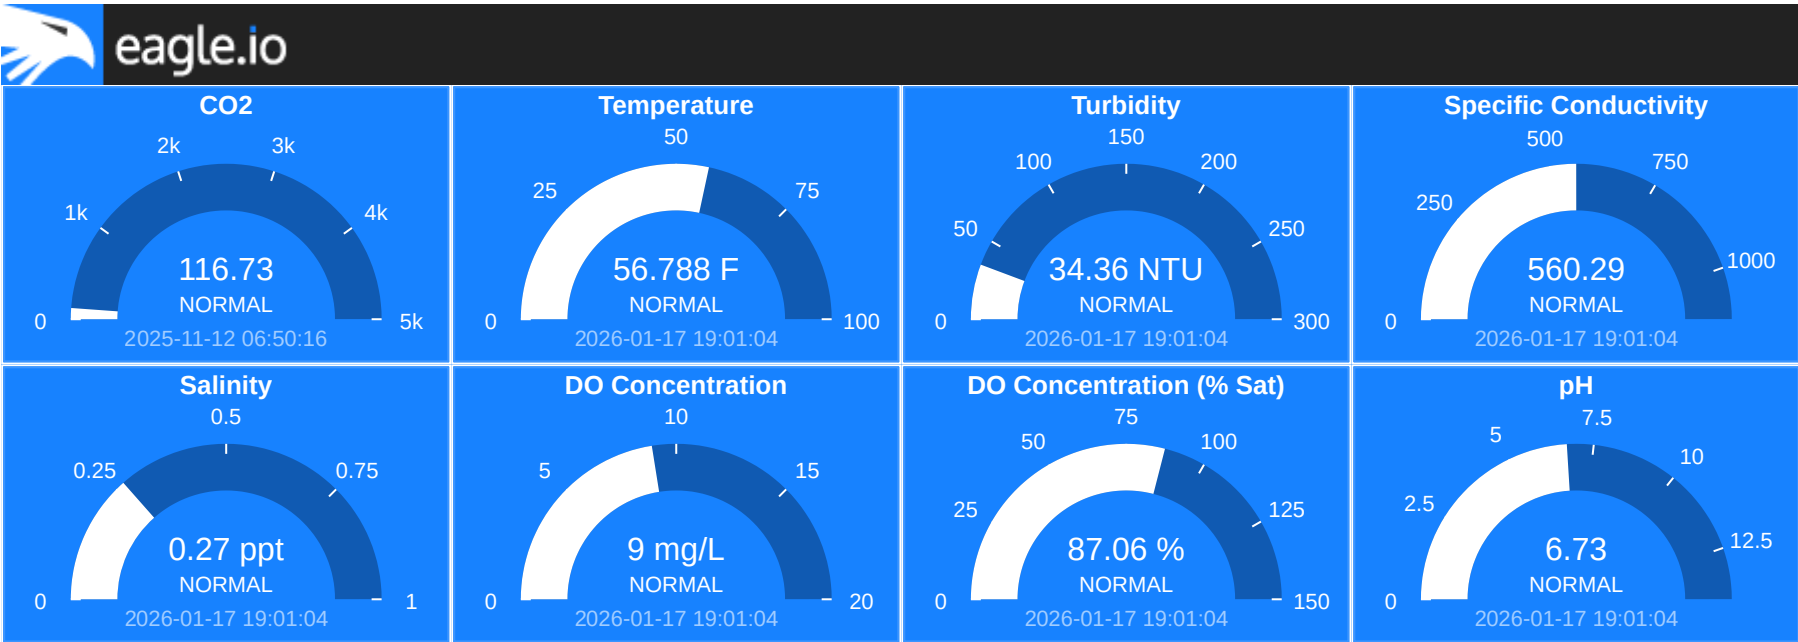 eagle.io
CO2
0
1k
2k
3k
4k
5k
116.73
NORMAL
2025-11-12 06:50:16
Temperature
0
25
50
75
100
56.788 F
NORMAL
2026-01-17 19:01:04
Turbidity
0
50
100
150
200
250
300
34.36 NTU
NORMAL
2026-01-17 19:01:04
Specific Conductivity
0
250
500
750
1000
560.29
NORMAL
2026-01-17 19:01:04
Salinity
0
0.25
0.5
0.75
1
0.27 ppt
NORMAL
2026-01-17 19:01:04
DO Concentration
0
5
10
15
20
9 mg/L
NORMAL
2026-01-17 19:01:04
DO Concentration (% Sat)
0
25
50
75
100
125
150
87.06 %
NORMAL
2026-01-17 19:01:04
pH
0
2.5
5
7.5
10
12.5
6.73
NORMAL
2026-01-17 19:01:04